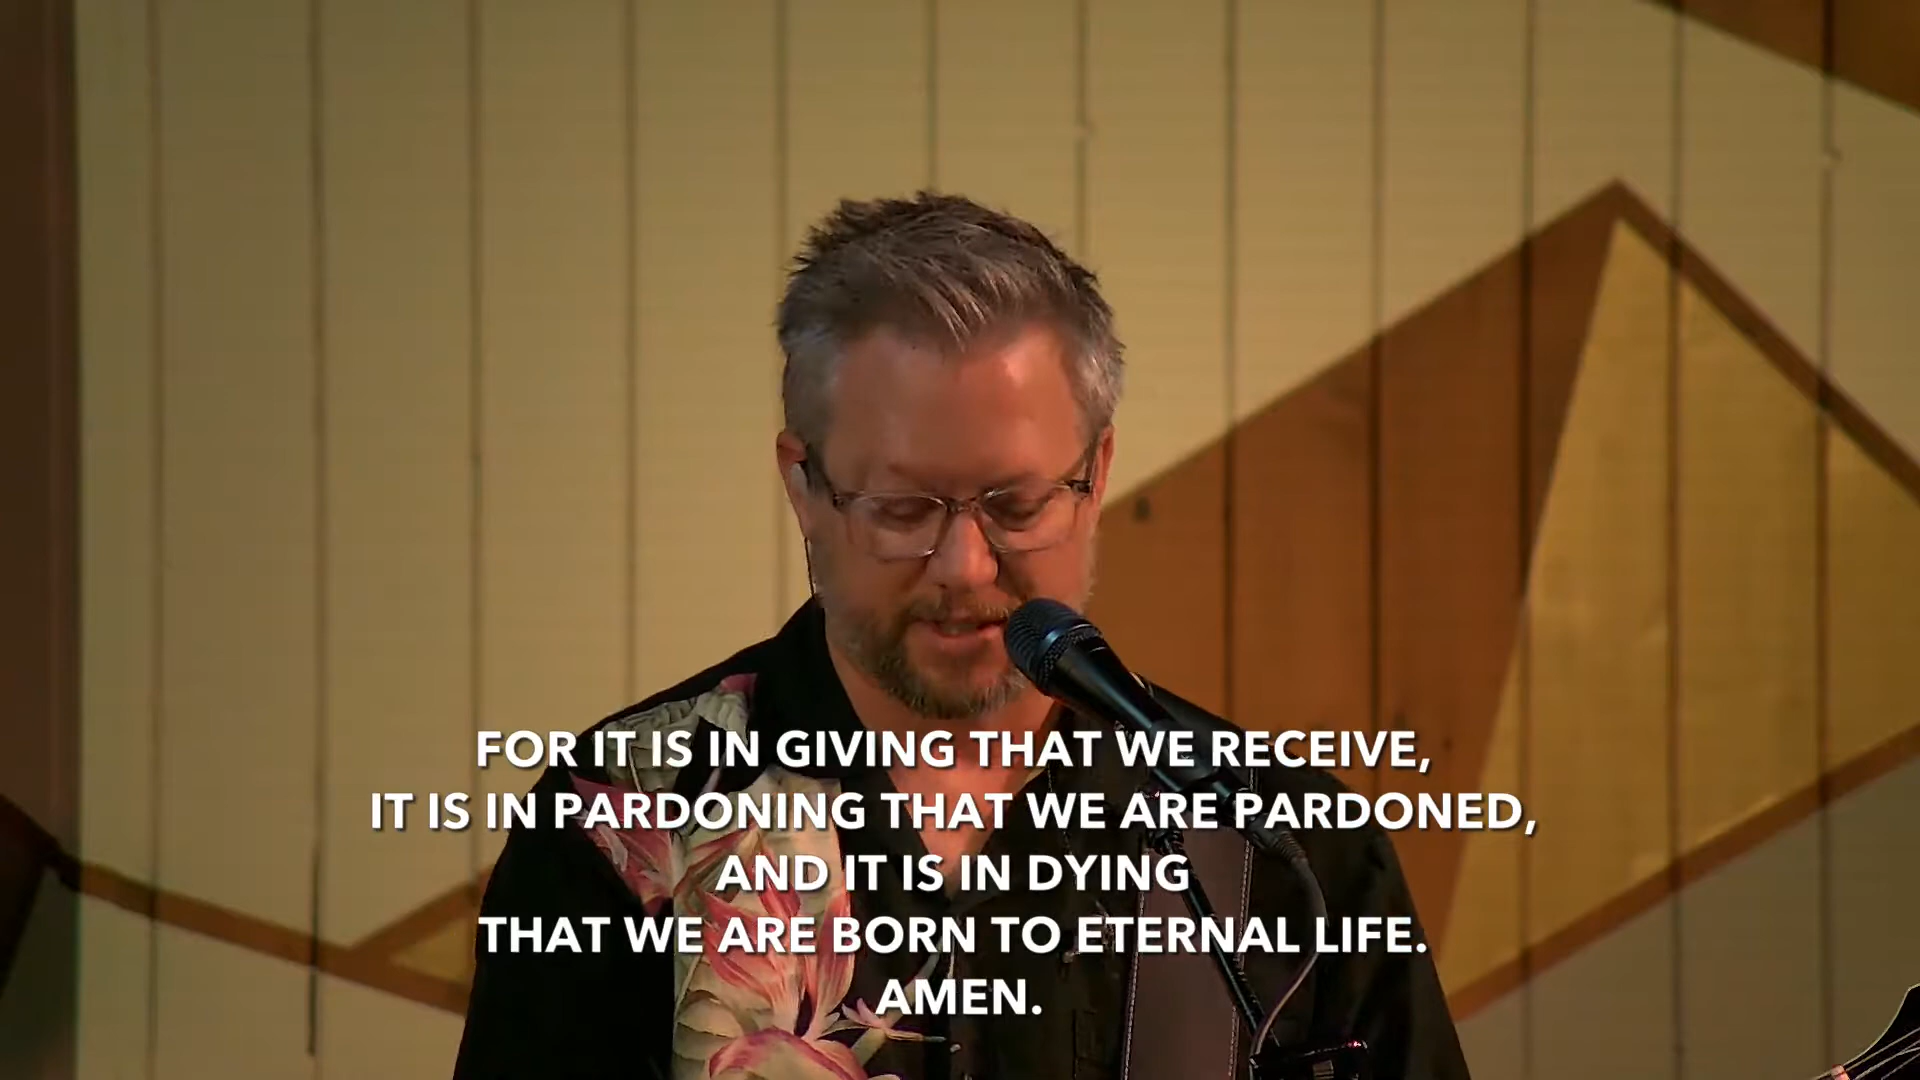 FOR IT IS IN GIVING THAT WE RECEIVE,
IT IS IN PARDONING THAT WE ARE PARDONED,
AND IT IS IN DYING
THAT WE ARE BORN TO ETERNAL LIFE.
AMEN.